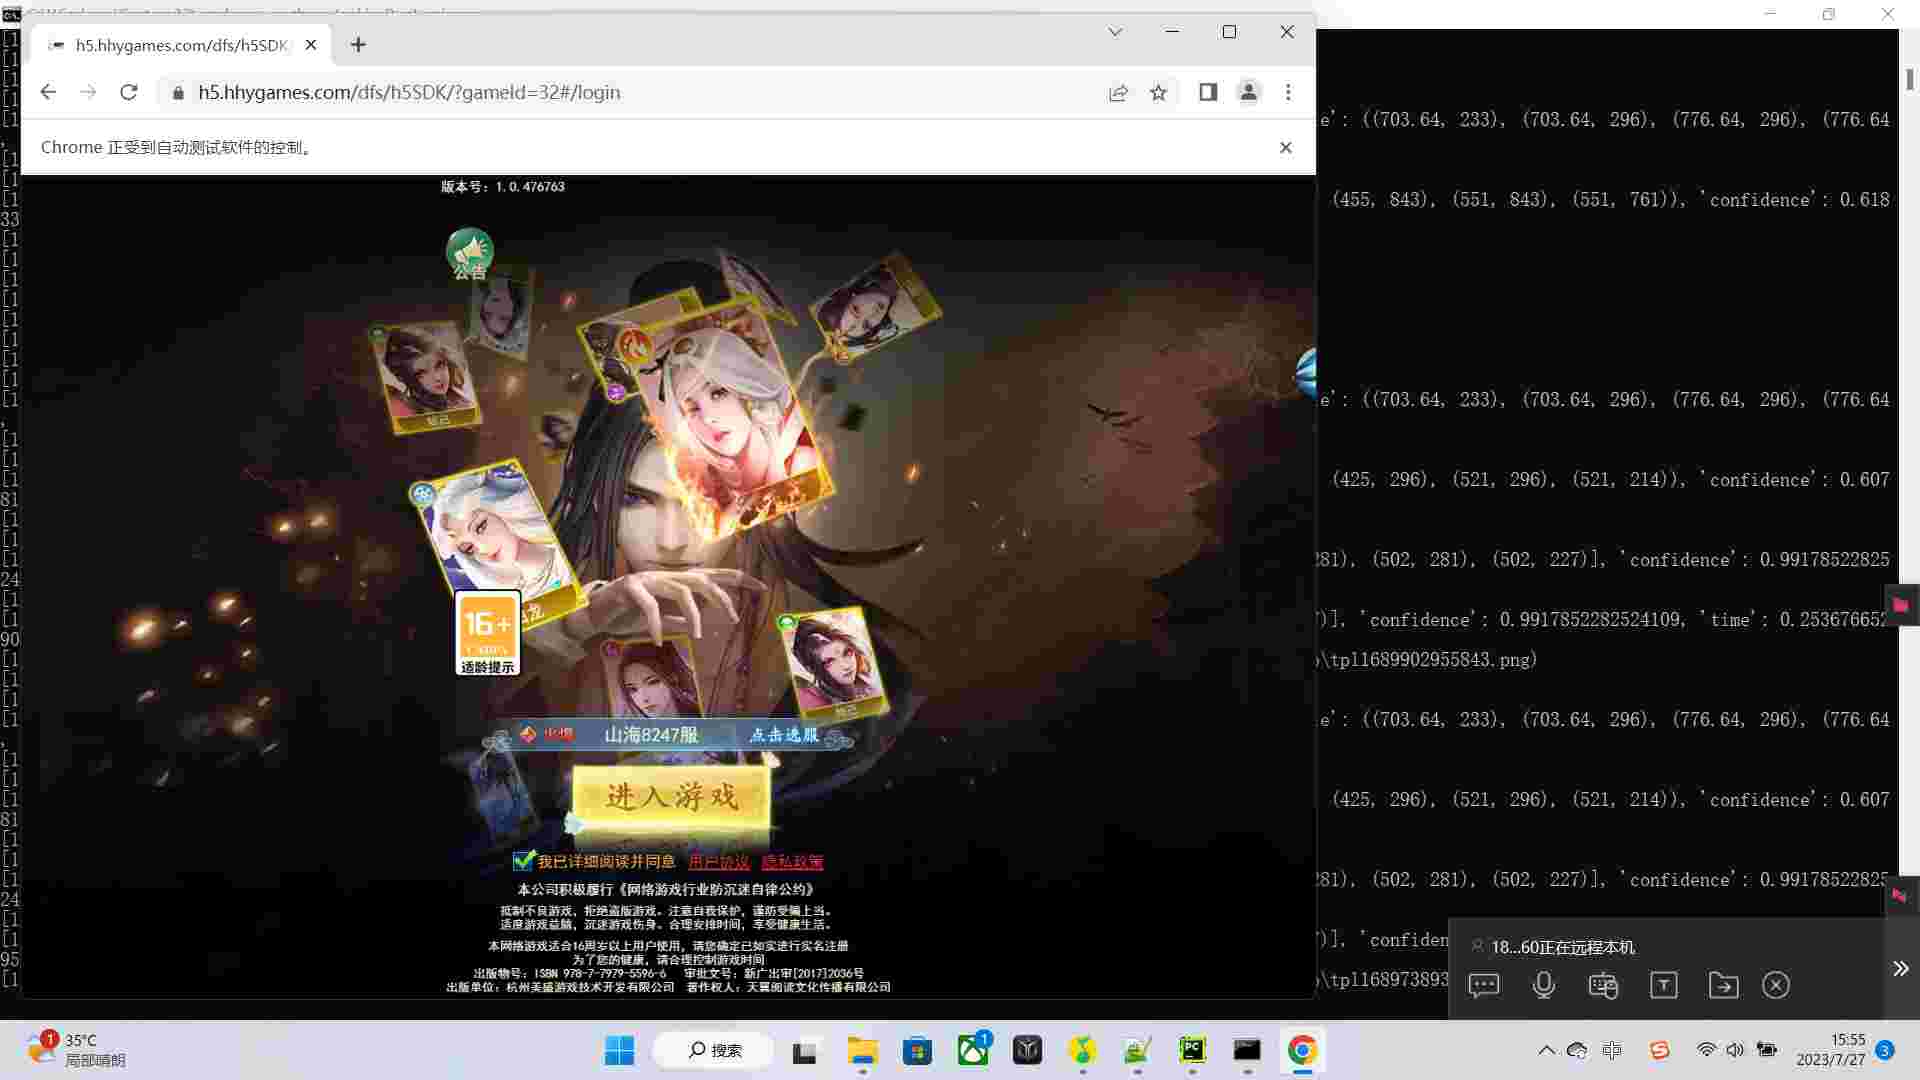 h5.hhygames.com/dfs/h5SDK
h5.hhygames.com/dfs/h5SDK/?gameId=32#/login
Chrome 正受到自动测试软件的控制。
版本号：1.0.476763
公告
妲己
16+
适龄提示
山海8247服
点击选服
进入游戏
我已详细阅读并同意 用户协议 隐私政策
本公司积极履行《网络游戏行业防沉迷自律公约》
抵制不良游戏，拒绝盗版游戏。注意自我保护，谨防受骗上当。
适度游戏益脑，沉迷游戏伤身。合理安排时间，享受健康生活。
本网络游戏适合16周岁以上用户使用，请您确定已如实进行实名注册
为了您的健康，请合理控制游戏时间
出版物号：ISBN 978-7-7979-5596-6 审批文号：新广出审[2017]2036号
出版单位：杭州美盛游戏技术开发有限公司 著作权人：天翼阅读文化传播有限公司
e': ((703.64, 233), (703.64, 296), (776.64, 296), (776.64
(455, 843), (551, 843), (551, 761)), 'confidence': 0.618
e': ((703.64, 233), (703.64, 296), (776.64, 296), (776.64
(425, 296), (521, 296), (521, 214)), 'confidence': 0.607
281), (502, 281), (502, 227)], 'confidence': 0.99178522825
)], 'confidence': 0.9917852282524109, 'time': 0.253676652
\tpl1689902955843.png)
e': ((703.64, 233), (703.64, 296), (776.64, 296), (776.64
(425, 296), (521, 296), (521, 214)), 'confidence': 0.607
281), (502, 281), (502, 227)], 'confidence': 0.99178522825
)], 'confiden
\tpl168973893
18...60正在远程本机
1
35°C
局部晴朗
搜索
1
PC
中
15:55
2023/7/27
3